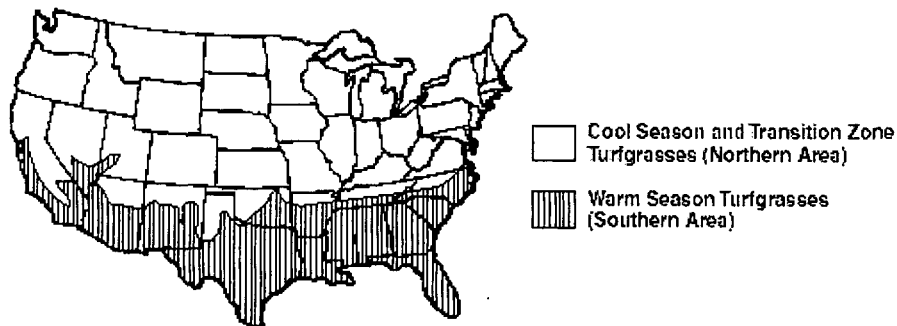 Cool Season and Transition Zone
Turfgrasses (Northern Area)
Warm Season Turfgrasses
(Southern Area)